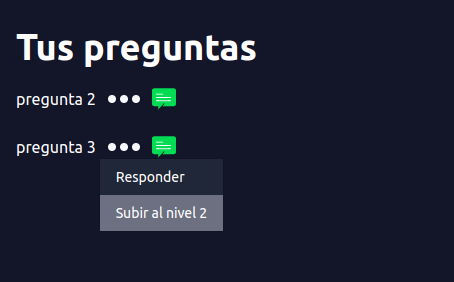 Tus preguntas
pregunta 2
pregunta 3
Responder
Subir al nivel 2